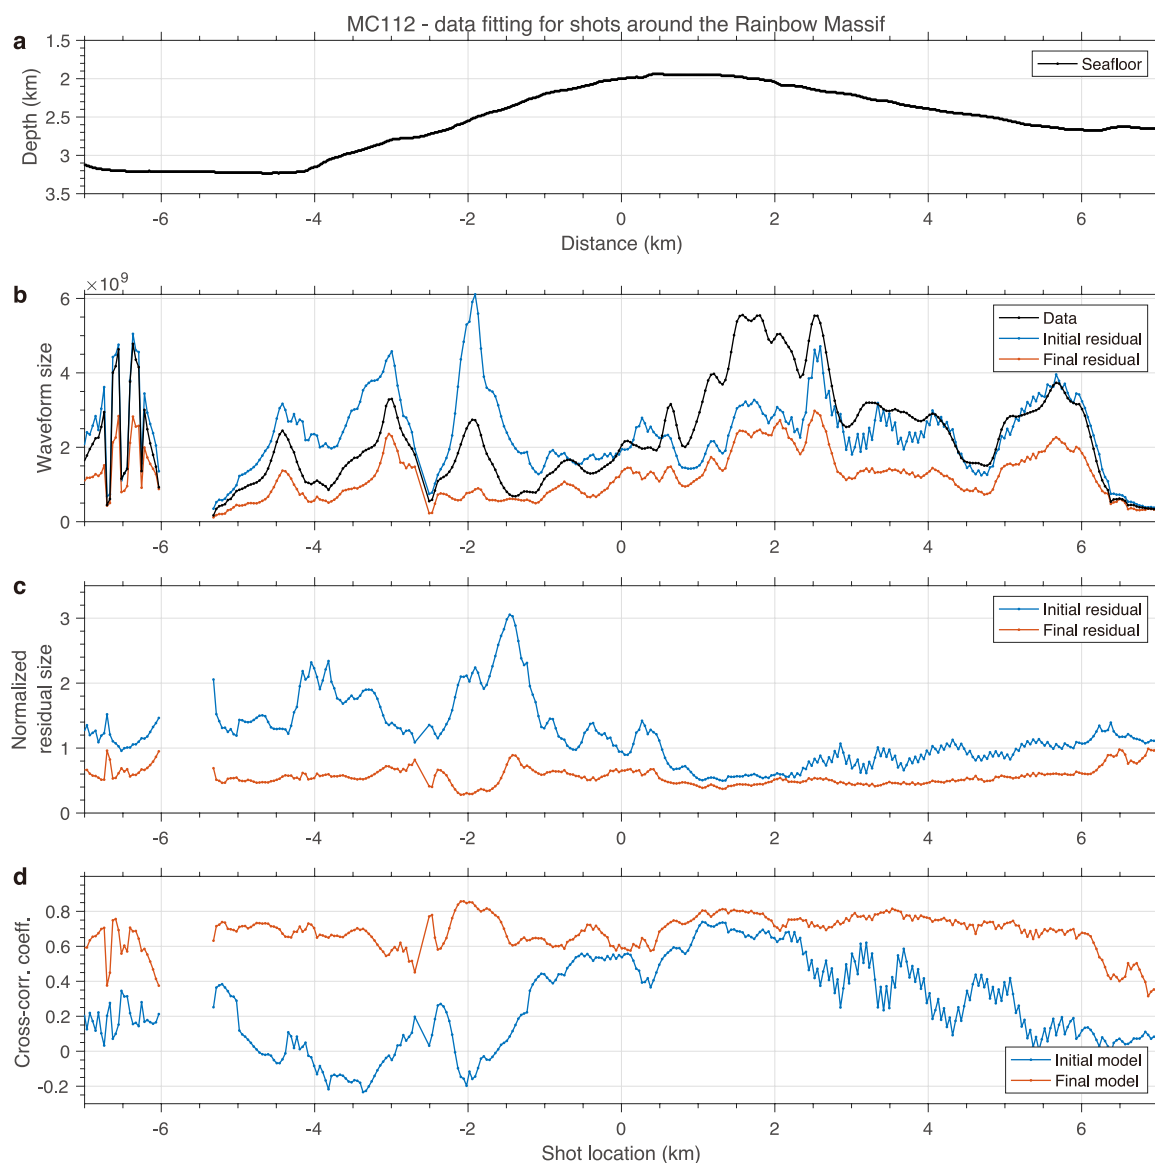 MC112 - data fitting for shots around the Rainbow Massif
a
1.5
2
2.5
3
3.5
Depth (km)
Seafloor
-6
-4
-2
0
2
4
6
Distance (km)
b
×10⁹
6
4
2
0
Waveform size
Data
Initial residual
Final residual
-6
-4
-2
0
2
4
6
c
3
2
1
0
Normalized
residual size
Initial residual
Final residual
-6
-4
-2
0
2
4
6
d
0.8
0.6
0.4
0.2
0
-0.2
Cross-corr. coeff.
Initial model
Final model
-6
-4
-2
0
2
4
6
Shot location (km)